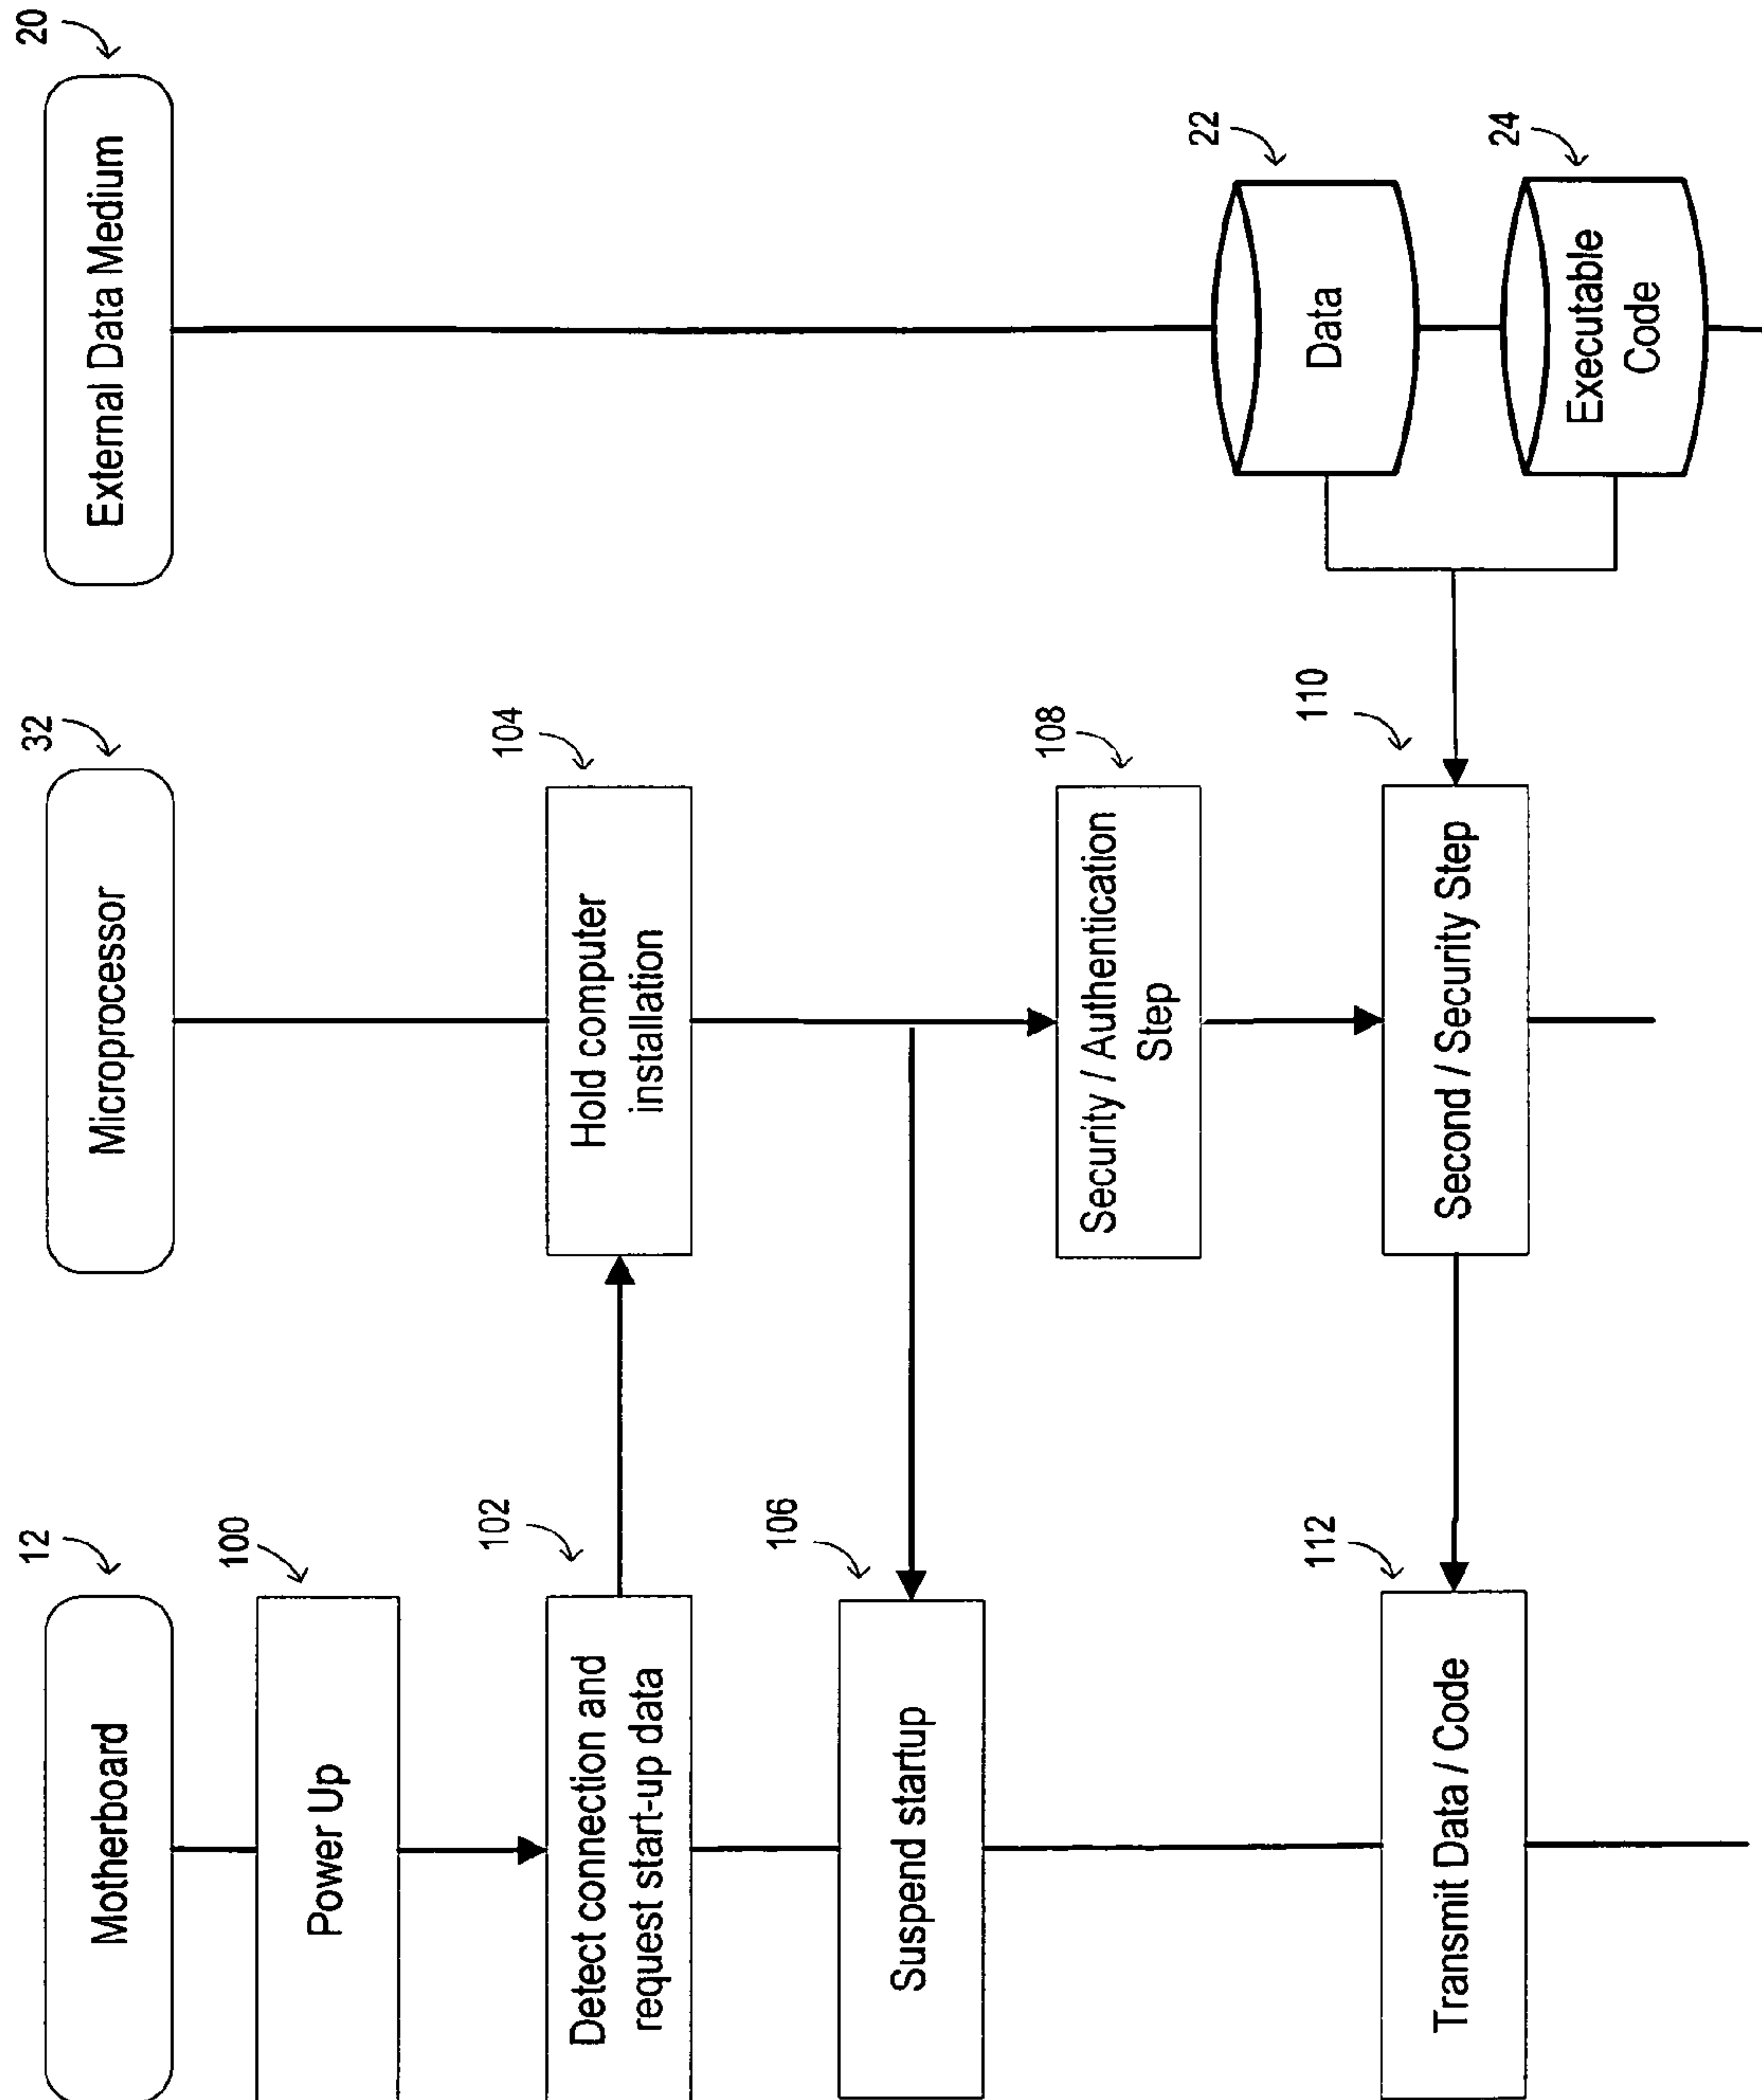 12
Motherboard
32
Microprocessor
20
External Data Medium
100
Power Up
102
Detect connection and
request start-up data
104
Hold computer
installation
106
Suspend startup
108
Security / Authentication
Step
22
Data
110
Second / Security Step
112
Transmit Data / Code
24
Executable
Code